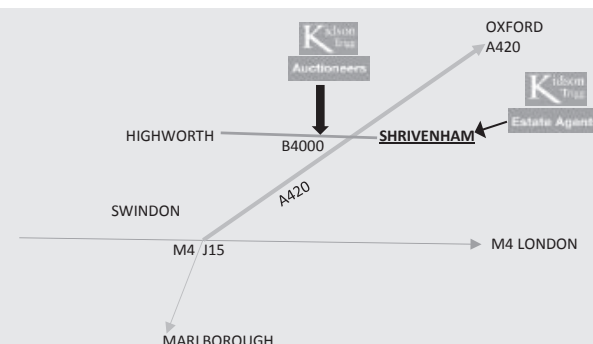 OXFORD
A420
Kidson
Trigg
Auctioneers
Kidson
Trigg
Estate Agent
HIGHWORTH
B4000
SHRIVENHAM
A420
SWINDON
M4 J15
M4 LONDON
MARLBOROUGH